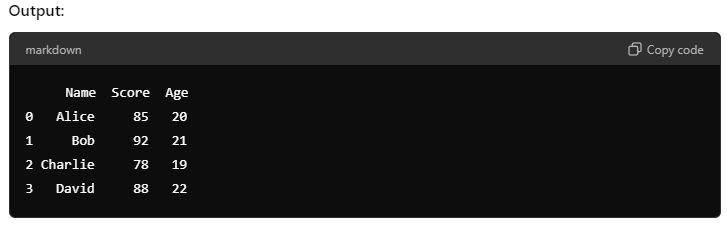 Output:
markdown
Copy code
Name Score Age
0 Alice 85 20
1 Bob 92 21
2 Charlie 78 19
3 David 88 22